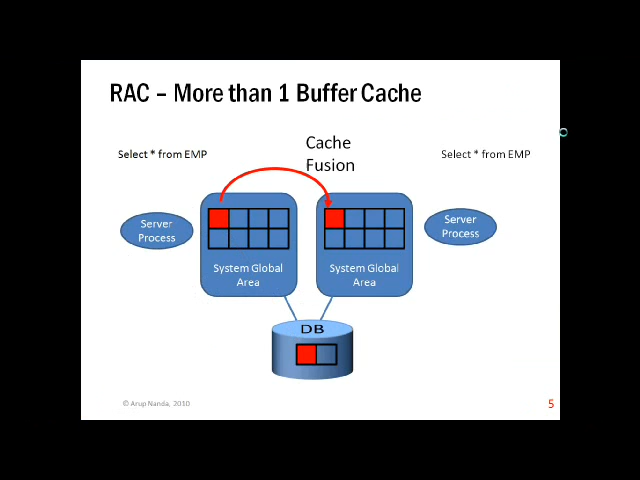 RAC – More than 1 Buffer Cache
Cache
Fusion
Select * from EMP
Select * from EMP
Server
Process
System Global
Area
System Global
Area
Server
Process
DB
© Arup Nanda, 2010
5